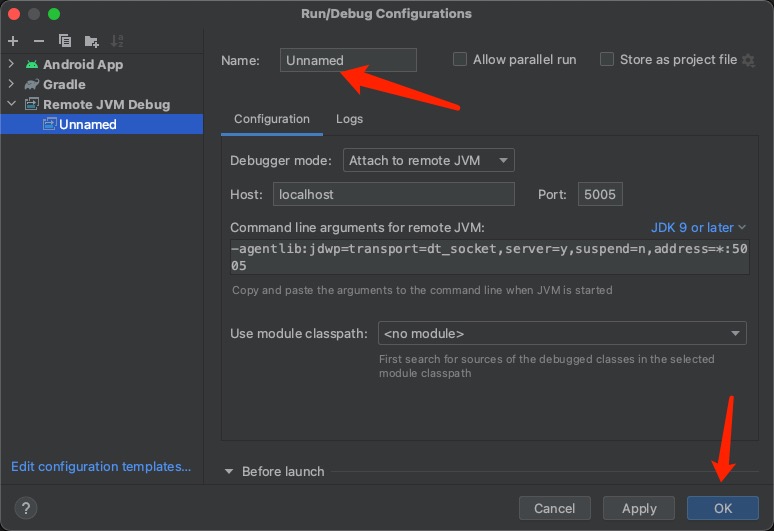 Run/Debug Configurations
Android App
Gradle
Remote JVM Debug
Unnamed
Edit configuration templates...
Name: Unnamed Allow parallel run Store as project file
Configuration Logs
Debugger mode: Attach to remote JVM
Host: localhost Port: 5005
Command line arguments for remote JVM: JDK 9 or later
-agentlib:jdwp=transport=dt_socket,server=y,suspend=n,address=*:50
05
Copy and paste the arguments to the command line when JVM is started
Use module classpath: <no module>
First search for sources of the debugged classes in the selected
module classpath
Before launch
? Cancel Apply OK